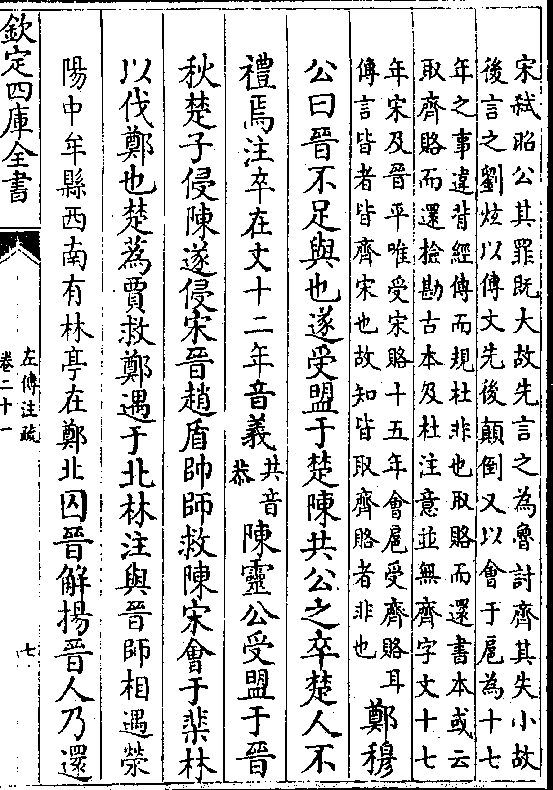 宋弒昭公其罪既大故先言之為魯討齊其失小故
後言之劉炫以傳文先後顛倒又以會于扈為十七
年之事違背經傳而規杜非也取賂而還書本或云
取齊賂而還檢勘古本及杜注意並無齊字文十七
年宋及晉平唯受宋賂十五年會扈受齊賂耳
傳言皆者皆齊宋也故知皆取齊賂者非也
鄭穆
公曰晉不足與也遂受盟于楚陳共公之卒楚人不
禮焉注卒在文十二年音義共音恭陳靈公受盟于晉
秋楚子侵陳遂侵宋晉趙盾帥師救陳宋會于棐林
以伐鄭也楚蒍賈救鄭遇于北林注與晉師相遇滎
陽中牟縣西南有林亭在鄭北囚晉解揚晉人乃還
欽定四庫全書
左傳注疏
卷二十一
七